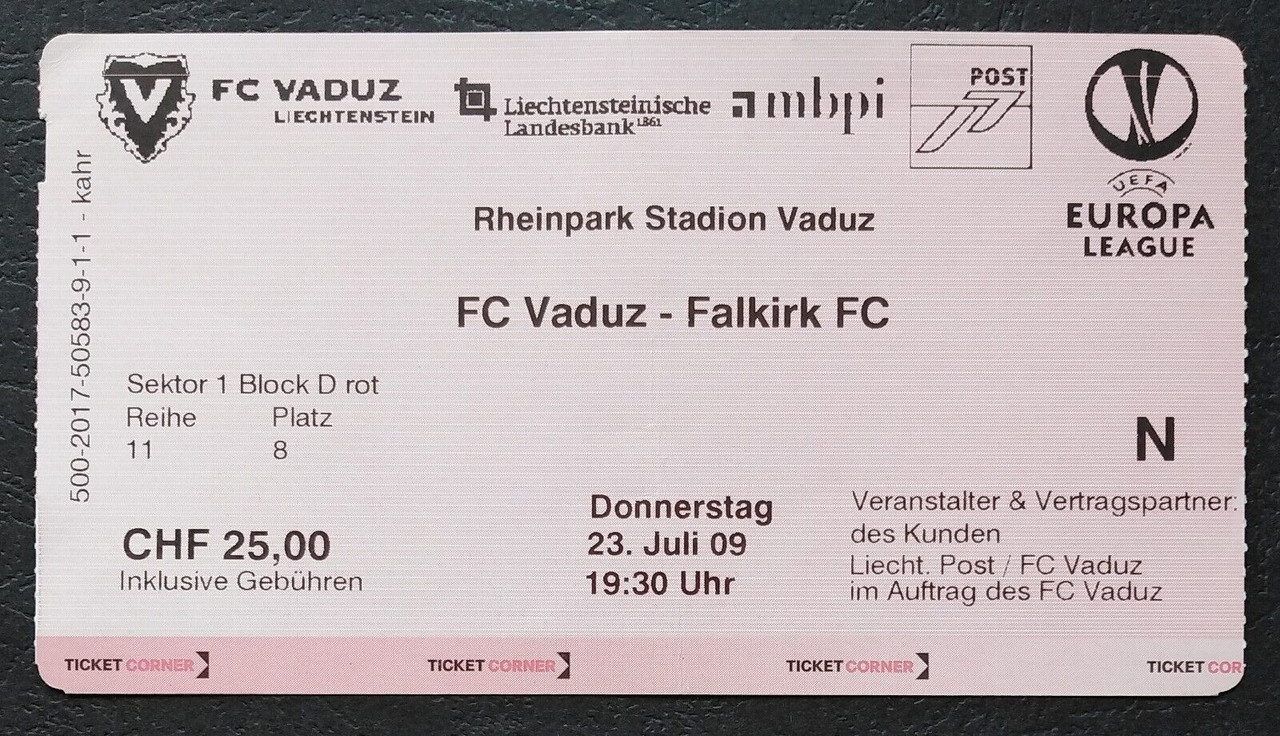 FC VADUZ
LIECHTENSTEIN
Liechtensteinische
Landesbank 1861
mbpi
POST
UEFA
EUROPA
LEAGUE
500-2017-50583-9-1-1 - kahr
Rheinpark Stadion Vaduz
FC Vaduz - Falkirk FC
Sektor 1 Block D rot
Reihe Platz
11 8
N
CHF 25,00
Inklusive Gebühren
Donnerstag
23. Juli 09
19:30 Uhr
Veranstalter & Vertragspartner:
des Kunden
Liecht. Post / FC Vaduz
im Auftrag des FC Vaduz
TICKET CORNER TICKET CORNER TICKET CORNER TICKET COR